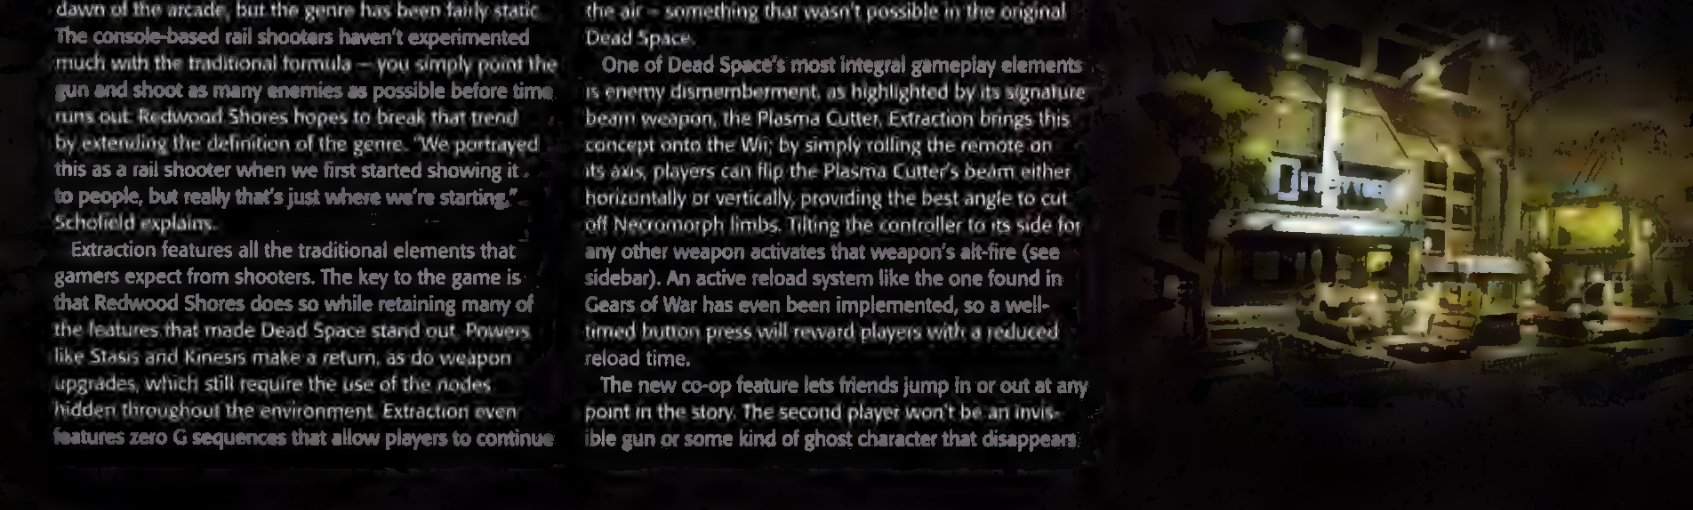 dawn of the arcade, but the genre has been fairly static
The console-based rail shooters haven't experimented
much with the traditional formula – you simply point the
gun and shoot as many enemies as possible before time
runs out. Redwood Shores hopes to break that trend
by extending the definition of the genre. "We portrayed
this as a rail shooter when we first started showing it
to people, but really that's just where we're starting,"
Schofield explains.
Extraction features all the traditional elements that
gamers expect from shooters. The key to the game is
that Redwood Shores does so while retaining many of
the features that made Dead Space stand out. Powers
like Stasis and Kinesis make a return, as do weapon
upgrades, which still require the use of the nodes
hidden throughout the environment. Extraction even
features zero G sequences that allow players to continue
the air – something that wasn't possible in the original
Dead Space.
One of Dead Space's most integral gameplay elements
is enemy dismemberment, as highlighted by its signature
beam weapon, the Plasma Cutter. Extraction brings this
concept onto the Wii; by simply rolling the remote on
its axis, players can flip the Plasma Cutter's beam either
horizontally or vertically, providing the best angle to cut
off Necromorph limbs. Tilting the controller to its side for
any other weapon activates that weapon's alt-fire (see
sidebar). An active reload system like the one found in
Gears of War has even been implemented, so a well-
timed button press will reward players with a reduced
reload time.
The new co-op feature lets friends jump in or out at any
point in the story. The second player won't be an invis-
ible gun or some kind of ghost character that disappears